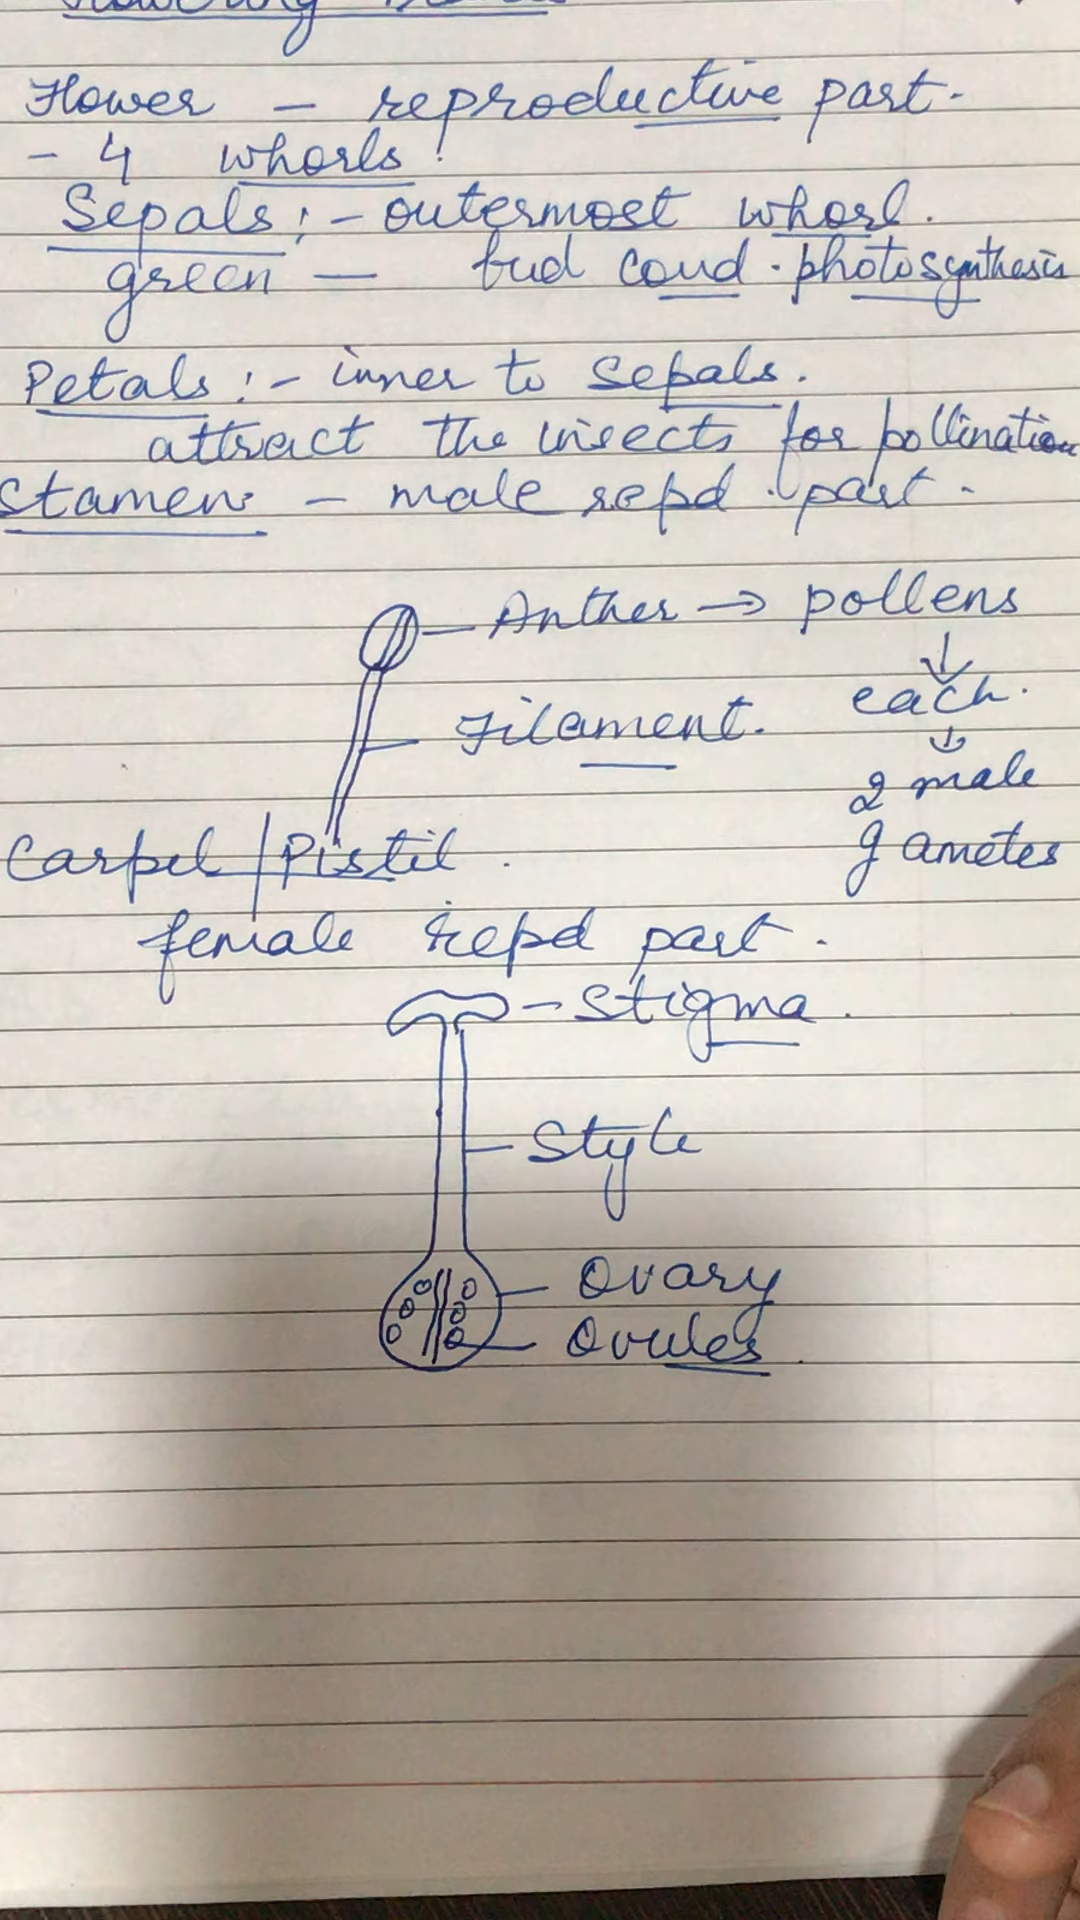 Flowering
Flower – reproductive part.
– 4 whorls!
Sepals :- outermost whorl.
green — bud cond. photosynthesis
Petals :- inner to sepals.
attract the insects for pollination
Stamen – male repd. part.
Anther → pollens
↓
each.
Filament.
↓
2 male
gametes
Carpel/Pistil.
female repd part.
Stigma.
Style
Ovary
Ovules.